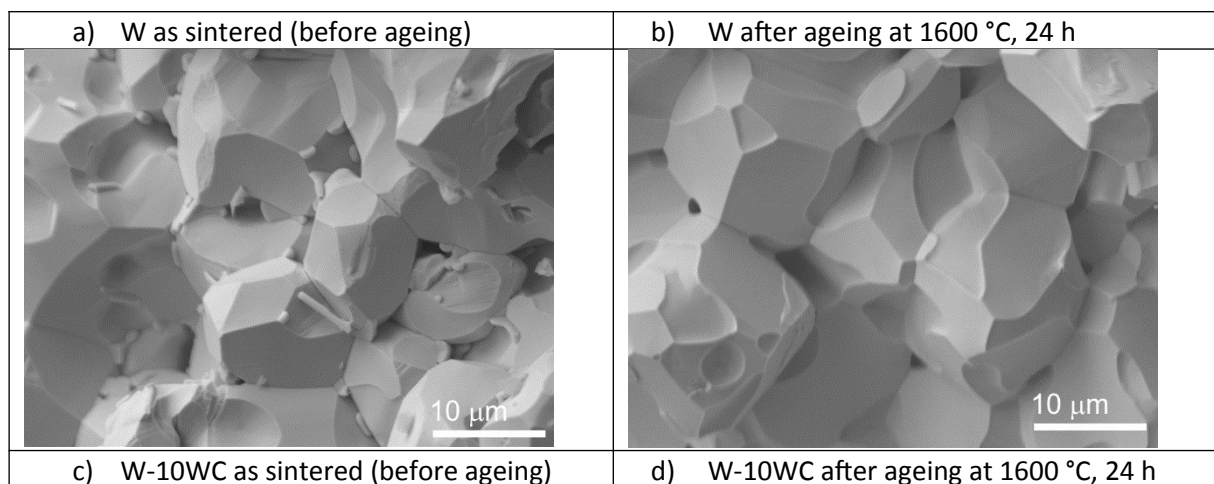 a) W as sintered (before ageing)
b) W after ageing at 1600 °C, 24 h
10 μm
10 μm
c) W-10WC as sintered (before ageing)
d) W-10WC after ageing at 1600 °C, 24 h